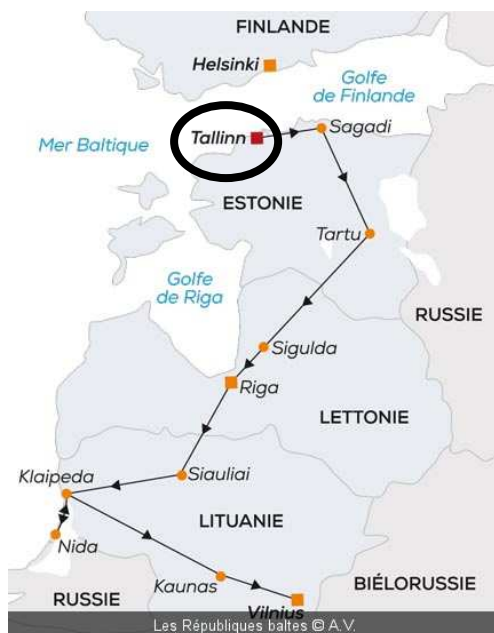 FINLANDE
Helsinki
Golfe
de Finlande
Mer Baltique
Tallinn
Sagadi
ESTONIE
Tartu
Golfe
de Riga
RUSSIE
Sigulda
Riga
LETTONIE
Klaipeda
Siauliai
LITUANIE
Nida
Kaunas
BIÉLORUSSIE
RUSSIE
Vilnius
Les Républiques baltes © A.V.